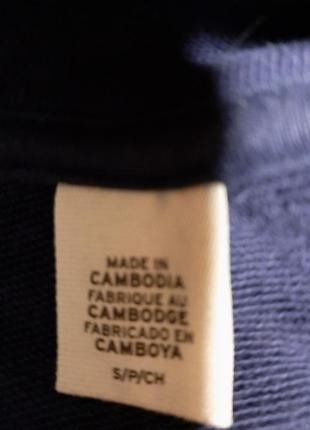 MADE IN
CAMBODIA
FABRIQUE AU
CAMBODGE
FABRICADO EN
CAMBOYA
S/P/CH